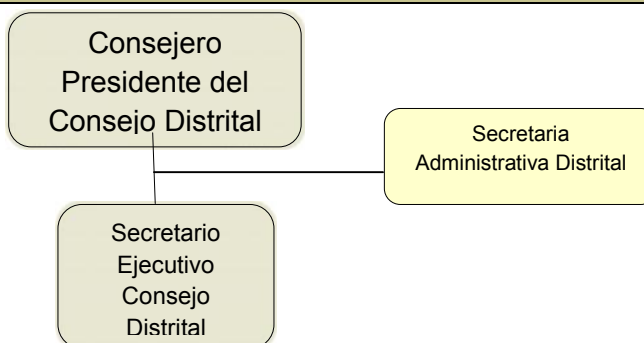 Consejero
Presidente del
Consejo Distrital
Secretaria
Administrativa Distrital
Secretario
Ejecutivo
Consejo
Distrital